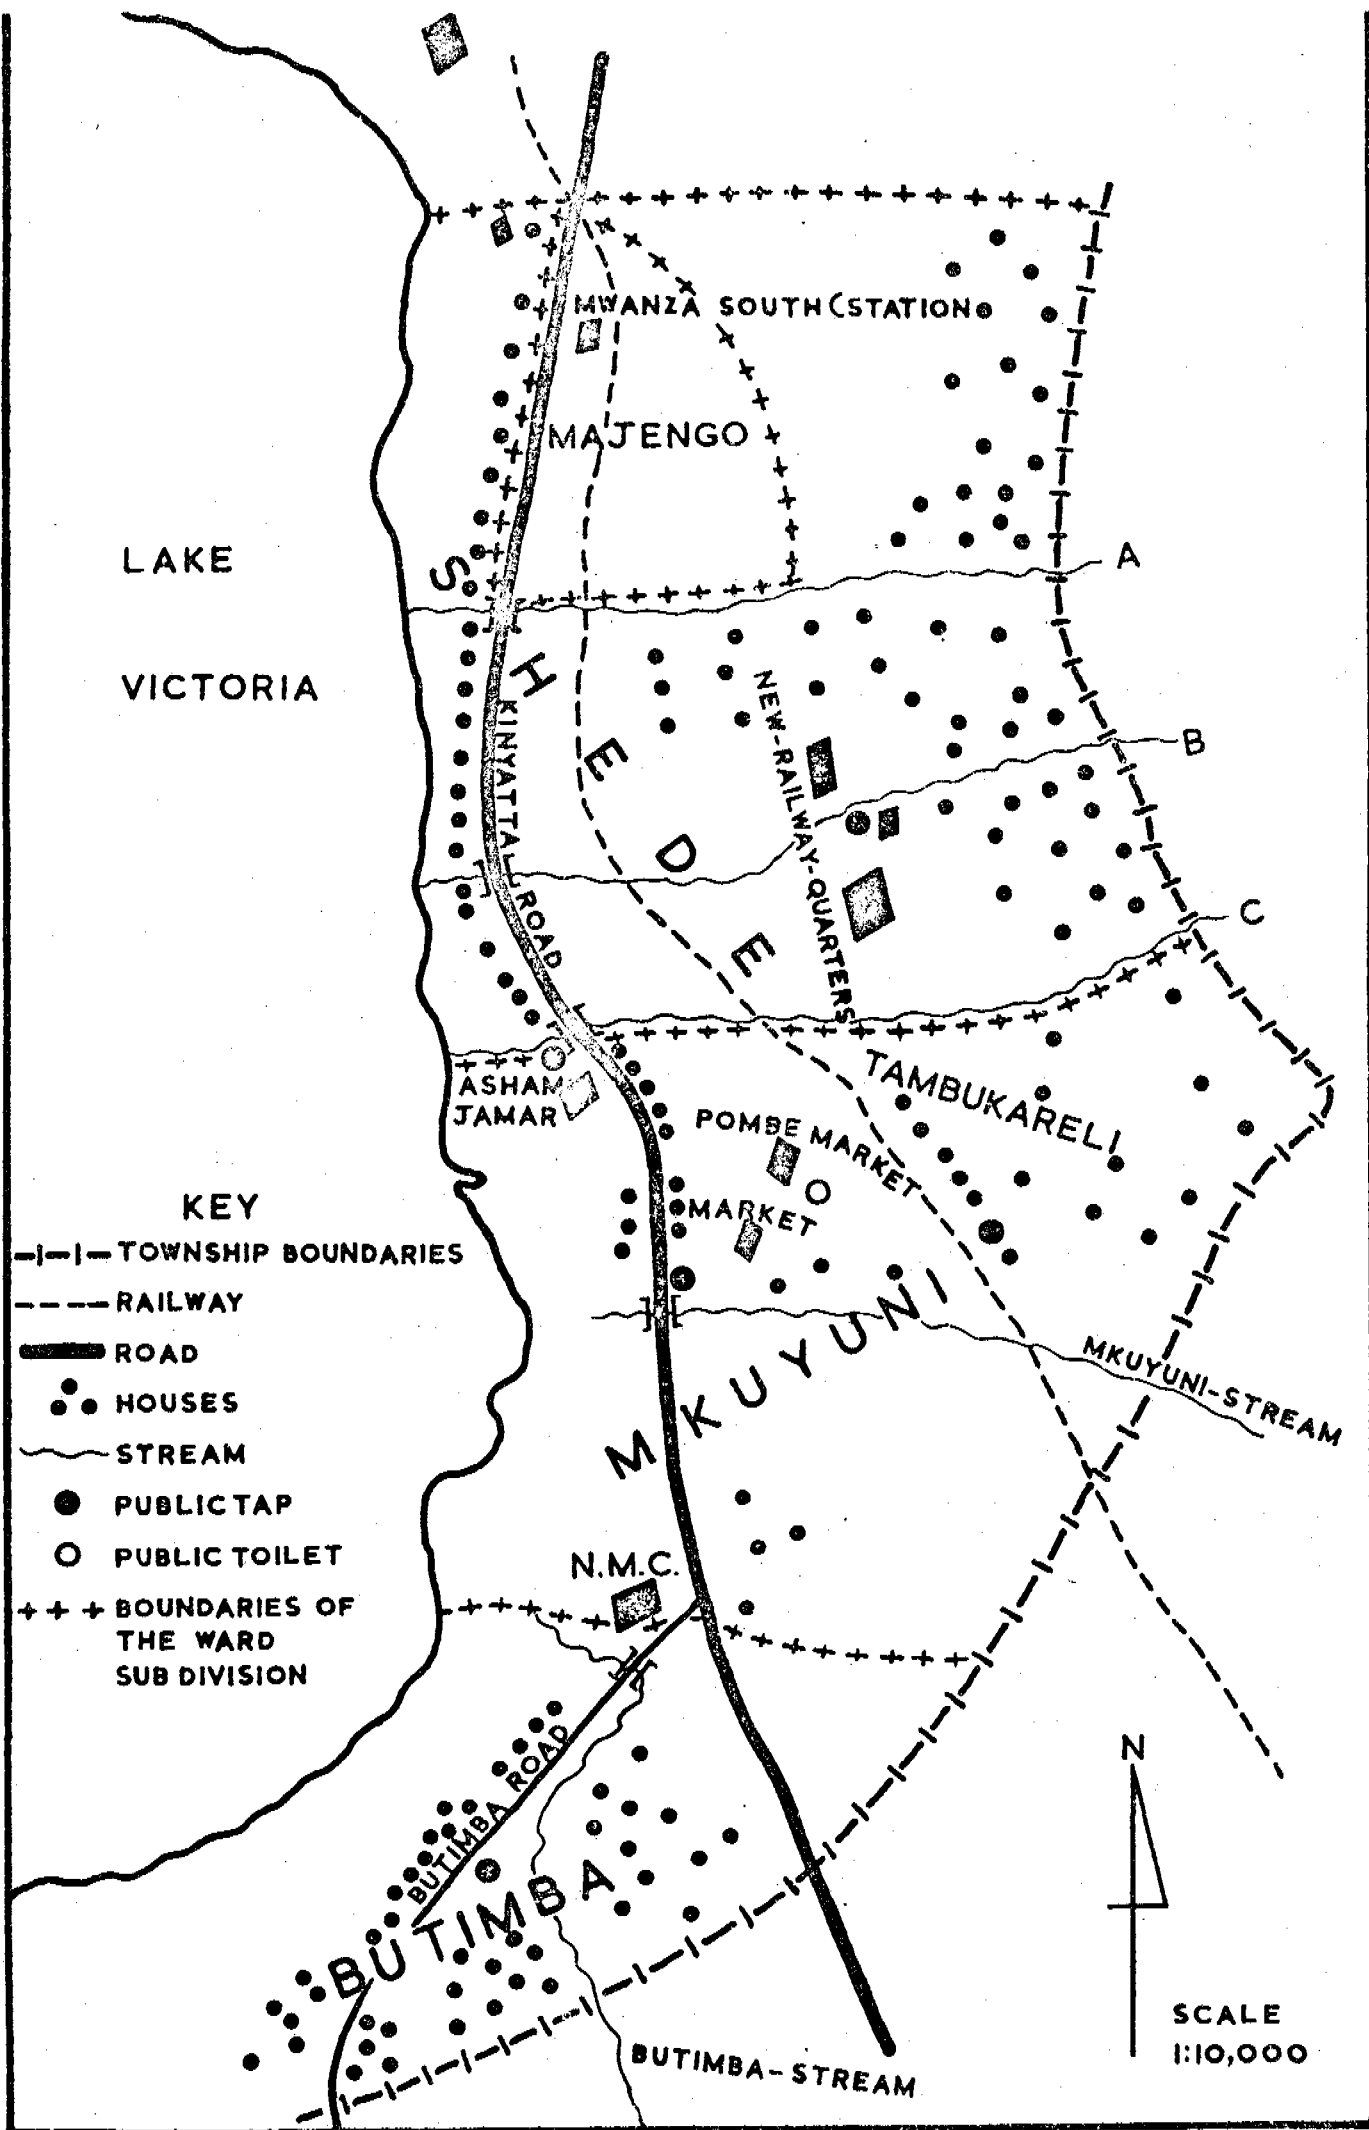 MWANZA SOUTH (STATION
MAJENGO
LAKE
VICTORIA
A
SHEDE
KINYATTA ROAD
NEW-RAILWAY-QUARTERS
B
C
ASHAM
JAMAR
TAMBUKARELI
POMBE MARKET
MARKET
MKUYUNI
MKUYUNI-STREAM
KEY
TOWNSHIP BOUNDARIES
RAILWAY
ROAD
HOUSES
STREAM
PUBLIC TAP
PUBLIC TOILET
BOUNDARIES OF
THE WARD
SUB DIVISION
N.M.C.
BUTIMBA ROAD
BUTIMBA
BUTIMBA-STREAM
N
SCALE
1:10,000